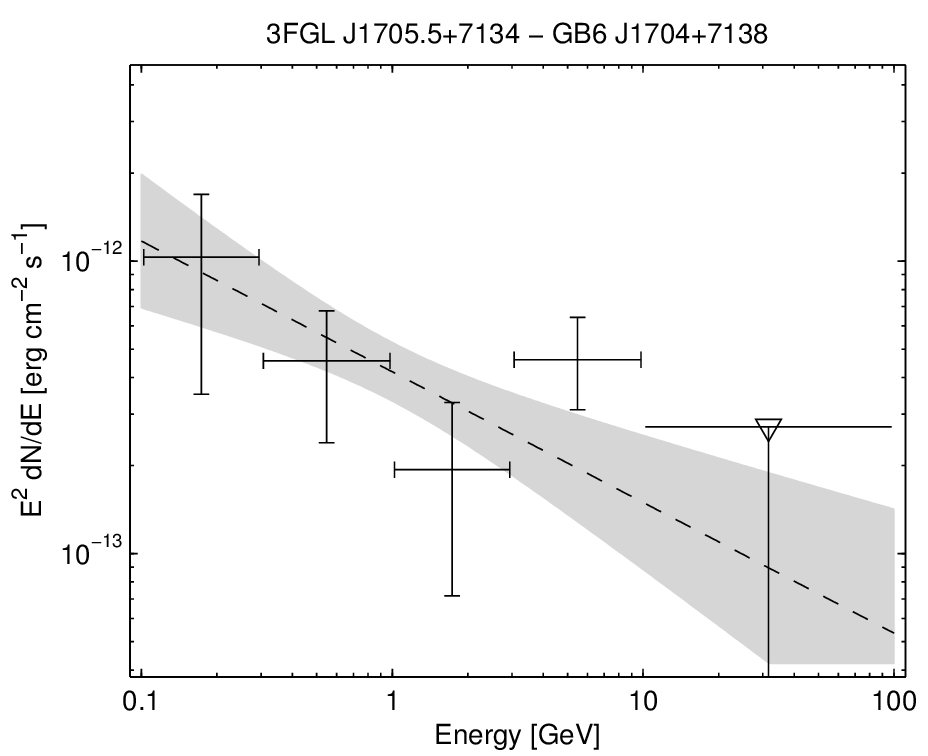 3FGL J1705.5+7134 − GB6 J1704+7138
E² dN/dE [erg cm⁻² s⁻¹]
10⁻¹²
10⁻¹³
0.1 1 10 100
Energy [GeV]